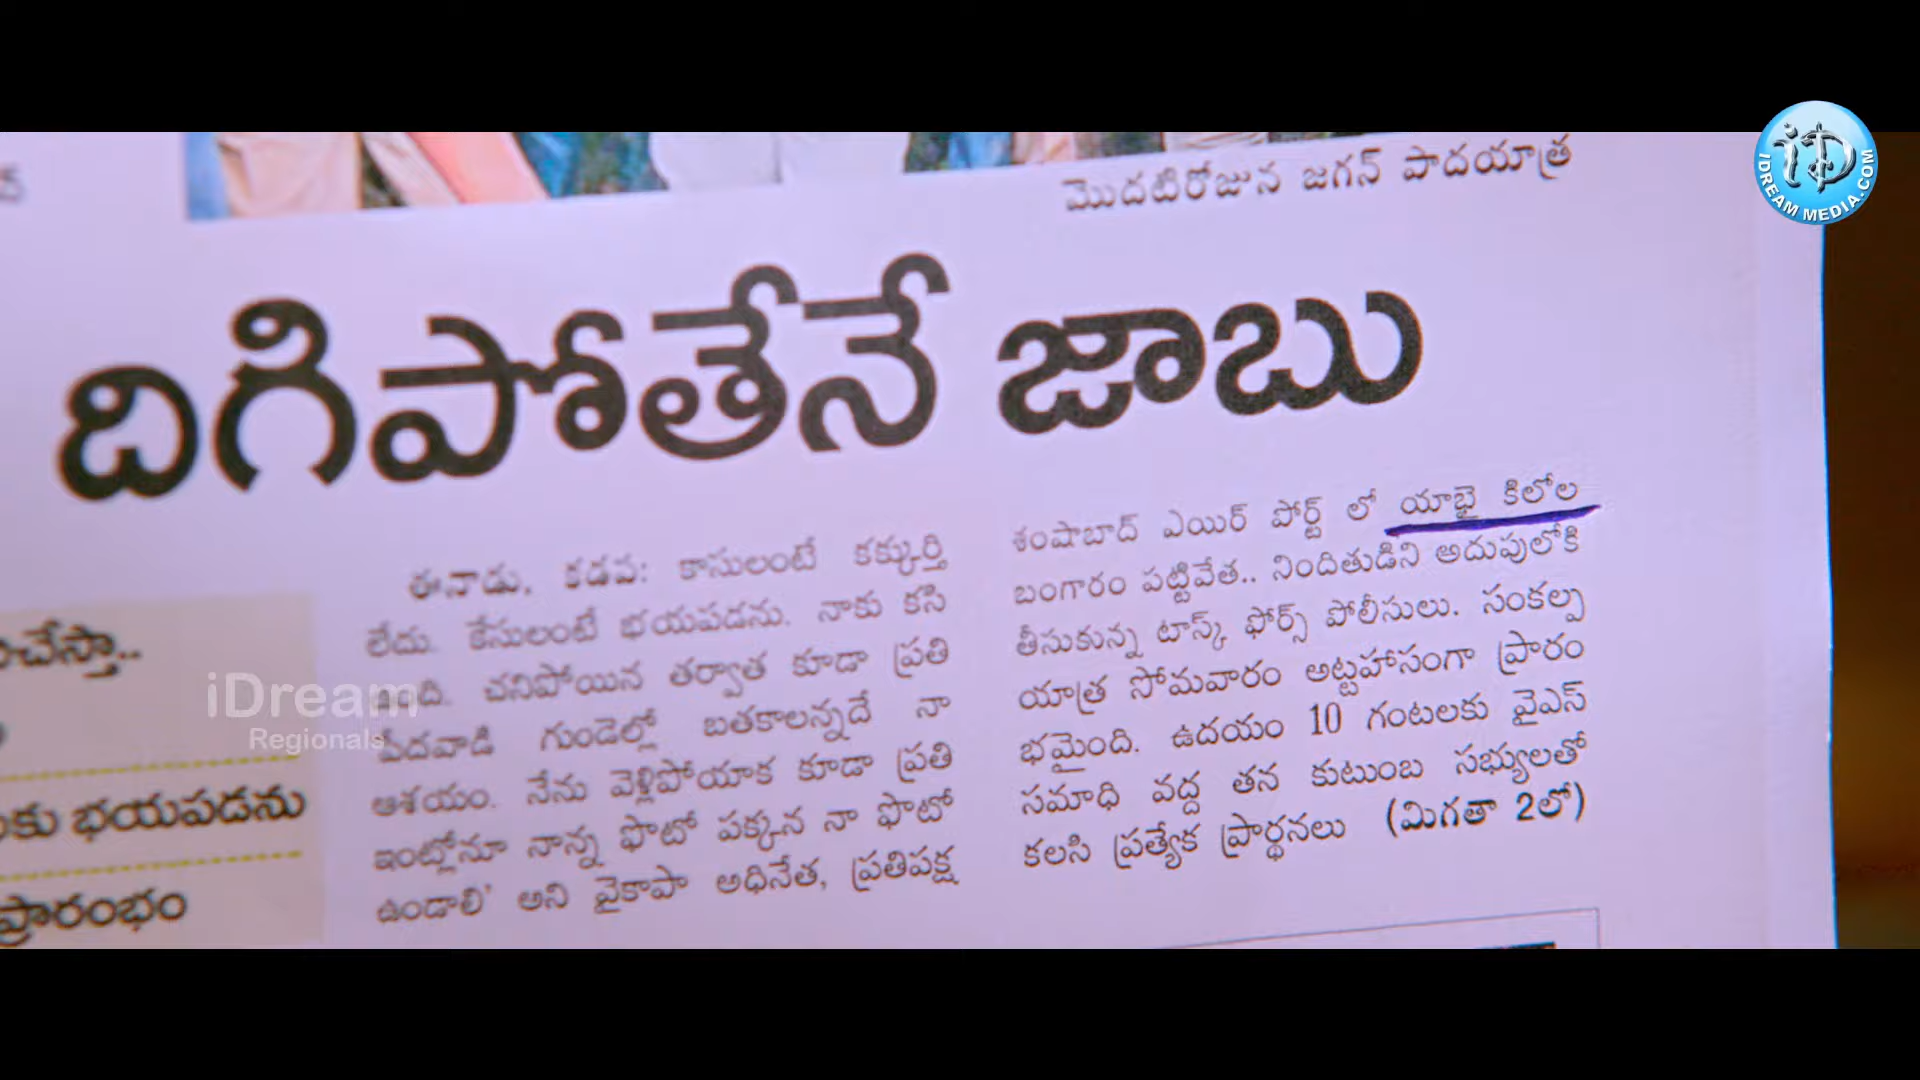 మొదటిరోజున జగన్ పాదయాత్ర
iD
IDREAM MEDIA.COM
దిగిపోతేనే జాబు
ఈనాడు, కడప: కాసులంటే కక్కుర్తి
లేదు. కేసులంటే భయపడను. నాకు కసి
ఉంది. చనిపోయిన తర్వాత కూడా ప్రతి
పేదవాడి గుండెల్లో బతకాలన్నదే నా
ఆశయం. నేను వెళ్లిపోయాక కూడా ప్రతి
ఇంట్లోనూ నాన్న ఫొటో పక్కన నా ఫొటో
ఉండాలి' అని వైకాపా అధినేత, ప్రతిపక్ష
శంషాబాద్ ఎయిర్ పోర్ట్ లో యాభై కిలోల
బంగారం పట్టివేత.. నిందితుడిని అదుపులోకి
తీసుకున్న టాస్క్ ఫోర్స్ పోలీసులు. సంకల్ప
యాత్ర సోమవారం అట్టహాసంగా ప్రారం
భమైంది. ఉదయం 10 గంటలకు వైఎస్
సమాధి వద్ద తన కుటుంబ సభ్యులతో
కలసి ప్రత్యేక ప్రార్థనలు (మిగతా 2లో)
చేస్తా..
కు భయపడను
ప్రారంభం
iDream
Regionals